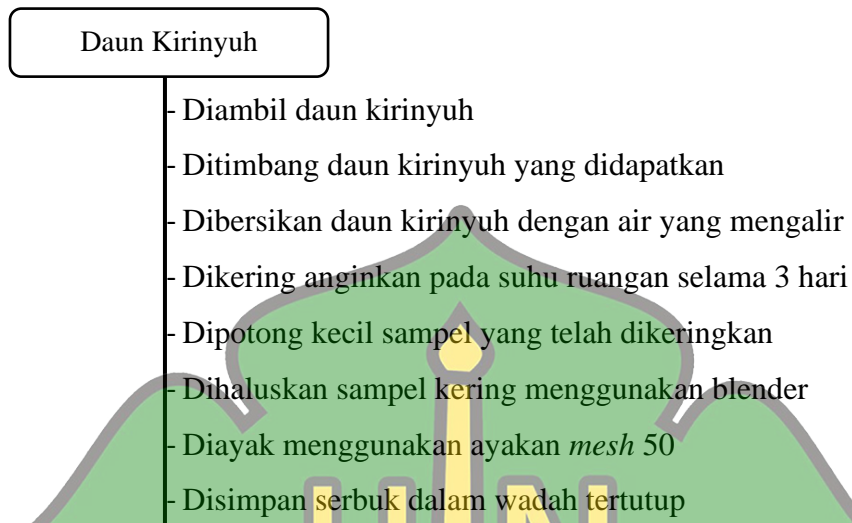 Daun Kirinyuh
- Diambil daun kirinyuh
- Ditimbang daun kirinyuh yang didapatkan
- Dibersikan daun kirinyuh dengan air yang mengalir
- Dikering anginkan pada suhu ruangan selama 3 hari
- Dipotong kecil sampel yang telah dikeringkan
- Dihaluskan sampel kering menggunakan blender
- Diayak menggunakan ayakan mesh 50
- Disimpan serbuk dalam wadah tertutup